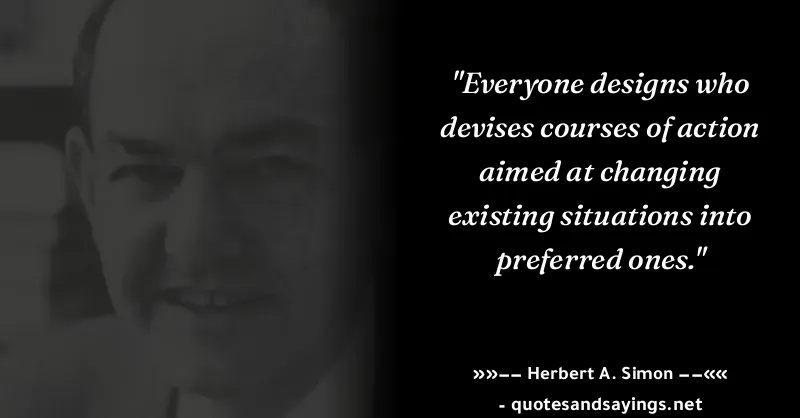 "Everyone designs who
devises courses of action
aimed at changing
existing situations into
preferred ones."
»»–– Herbert A. Simon ––««
- quotesandsayings.net